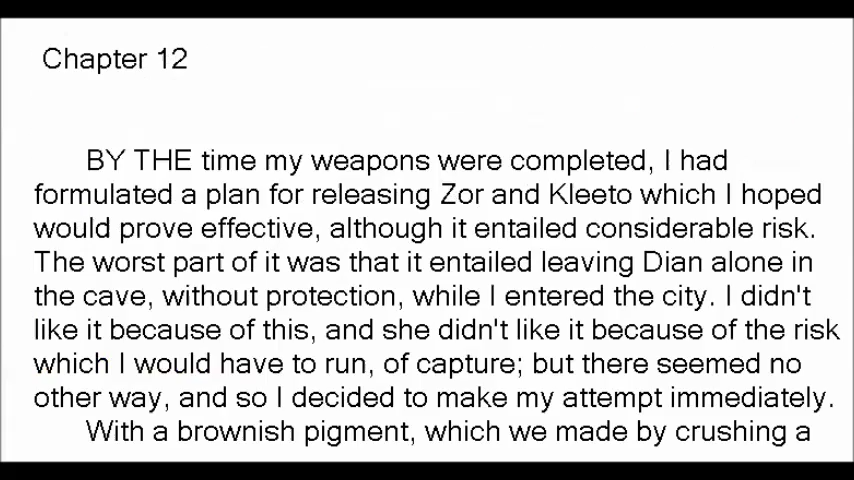 Chapter 12
BY THE time my weapons were completed, I had
formulated a plan for releasing Zor and Kleeto which I hoped
would prove effective, although it entailed considerable risk.
The worst part of it was that it entailed leaving Dian alone in
the cave, without protection, while I entered the city. I didn't
like it because of this, and she didn't like it because of the risk
which I would have to run, of capture; but there seemed no
other way, and so I decided to make my attempt immediately.
With a brownish pigment, which we made by crushing a